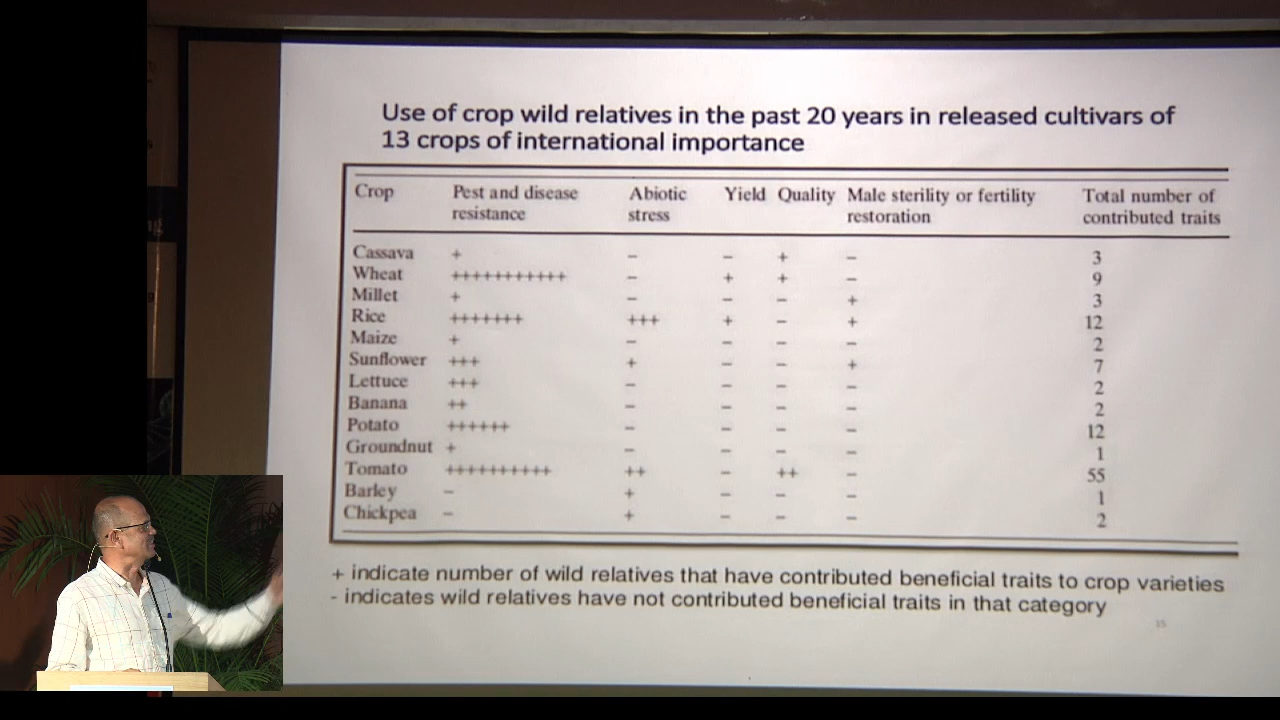 Use of crop wild relatives in the past 20 years in released cultivars of
13 crops of international importance
Crop Pest and disease resistance Abiotic stress Yield Quality Male sterility or fertility restoration Total number of contributed traits
Cassava + – – + – 3
Wheat +++++++++++ – + + – 9
Millet + – – – + 3
Rice +++++++ +++ + – + 12
Maize + – – – – 2
Sunflower +++ + – – + 7
Lettuce +++ – – – – 2
Banana ++ – – – – 2
Potato ++++++ – – – – 12
Groundnut + – – – – 1
Tomato ++++++++++ ++ – ++ – 55
Barley – + – – – 1
Chickpea – + – – – 2
+ indicate number of wild relatives that have contributed beneficial traits to crop varieties
- indicates wild relatives have not contributed beneficial traits in that category